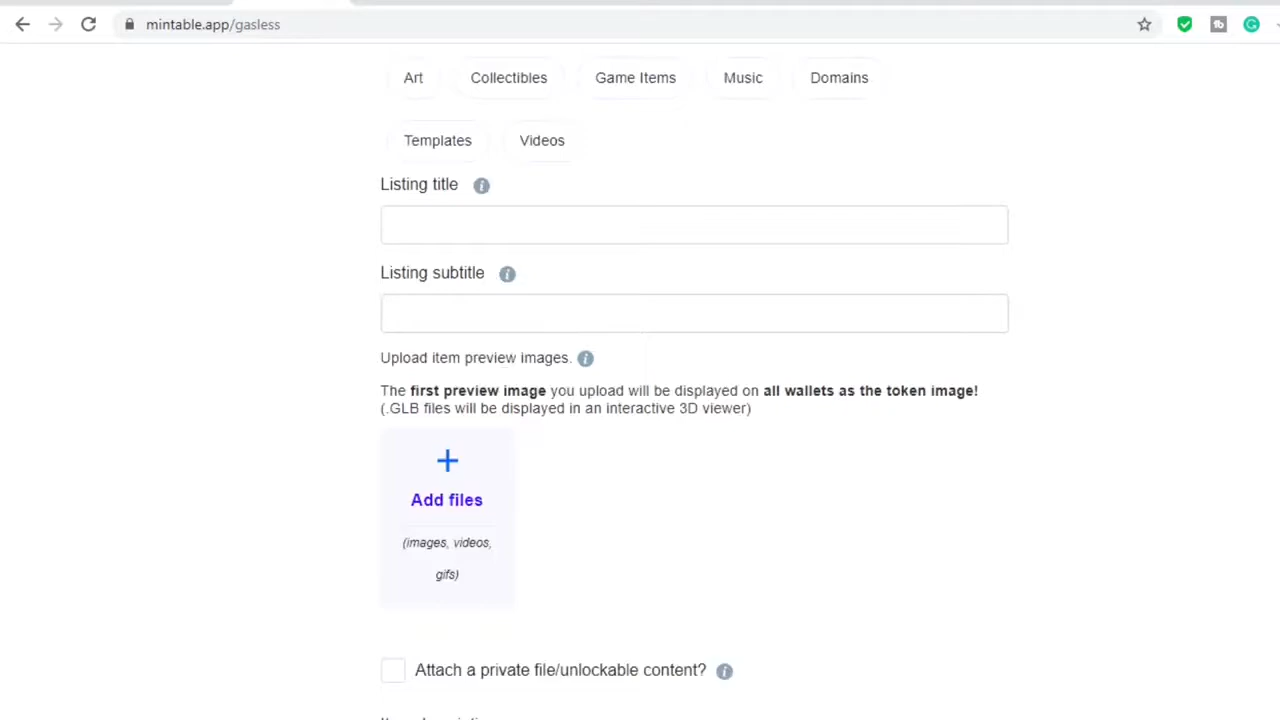 mintable.app/gasless
Art Collectibles Game Items Music Domains
Templates Videos
Listing title
Listing subtitle
Upload item preview images.
The first preview image you upload will be displayed on all wallets as the token image!
(.GLB files will be displayed in an interactive 3D viewer)
Add files
(images, videos,
gifs)
Attach a private file/unlockable content?